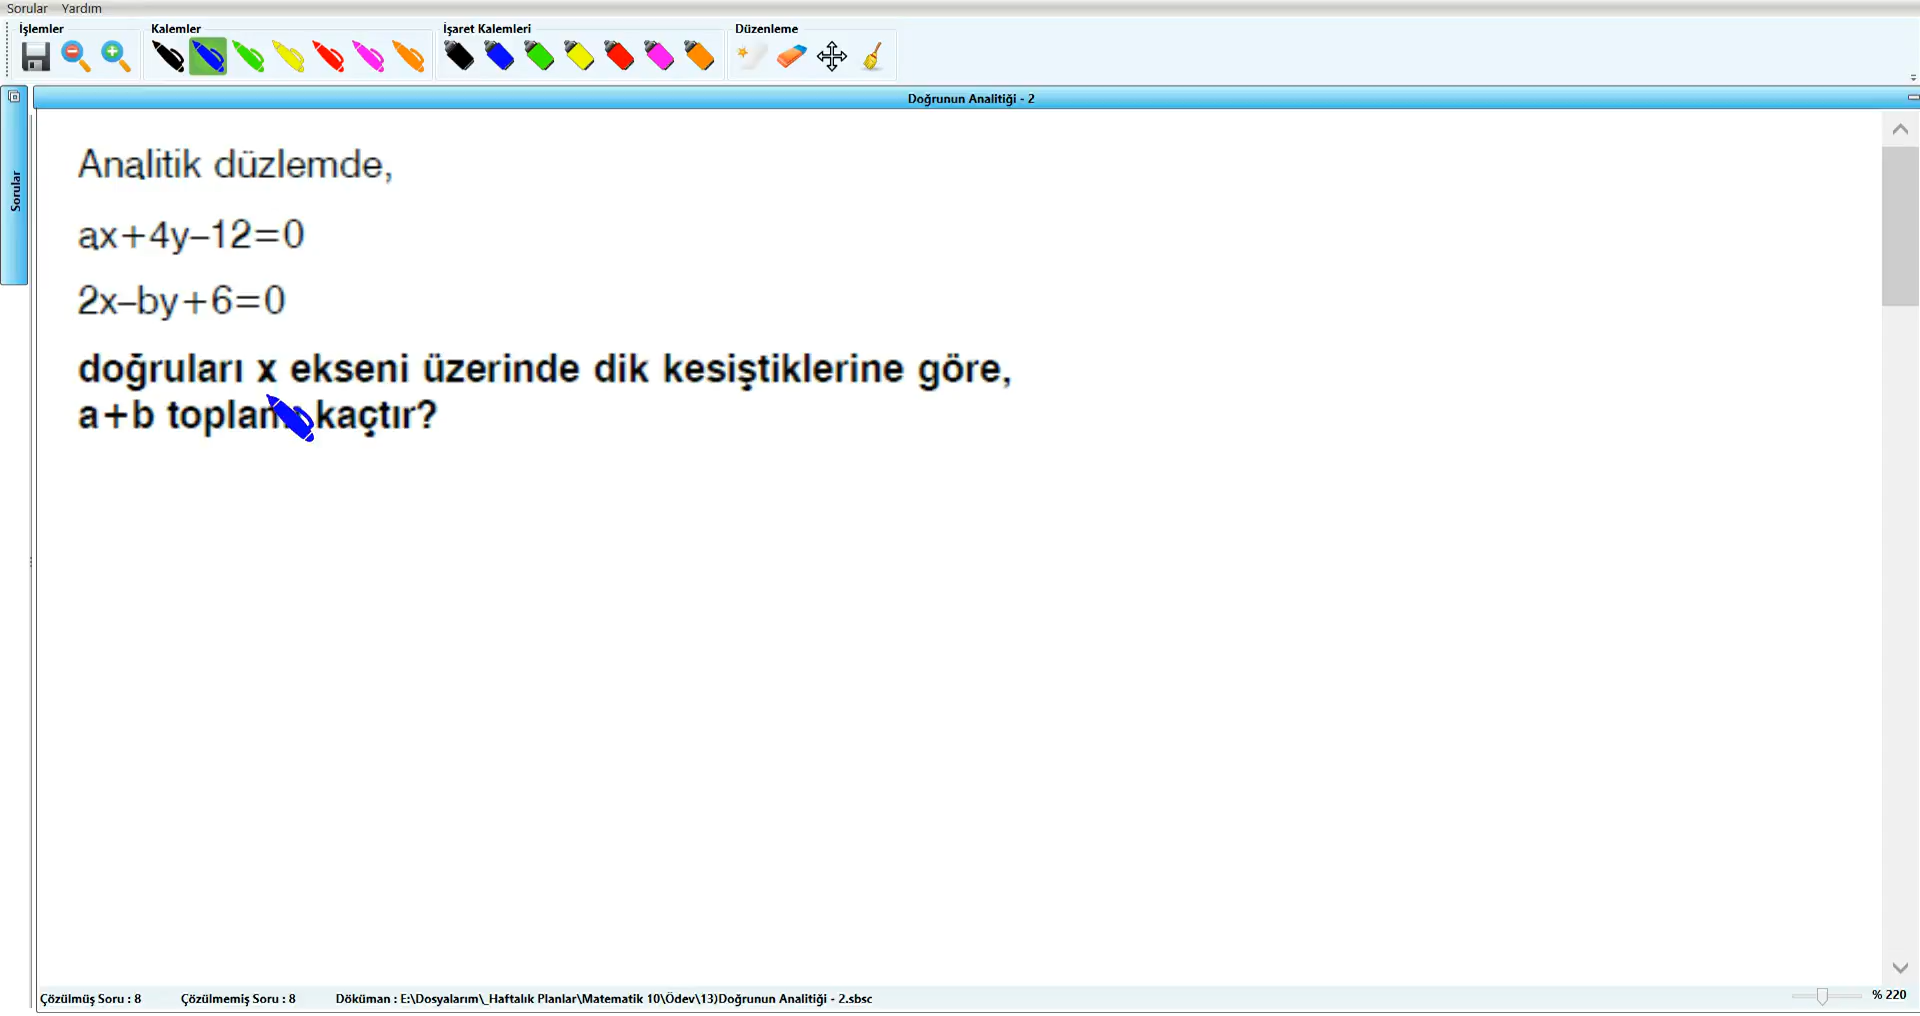 Sorular Yardım
İşlemler Kalemler İşaret Kalemleri Düzenleme
Doğrunun Analitiği - 2
Sorular
Analitik düzlemde,
ax+4y–12=0
2x–by+6=0
doğruları x ekseni üzerinde dik kesiştiklerine göre,
a+b kaçtır?
Çözülmüş Soru : 8 Çözülmemiş Soru : 8 Döküman : E:\Dosyalarım\_Haftalık Planlar\Matematik 10\Ödev\13)Doğrunun Analitiği - 2.sbsc % 220